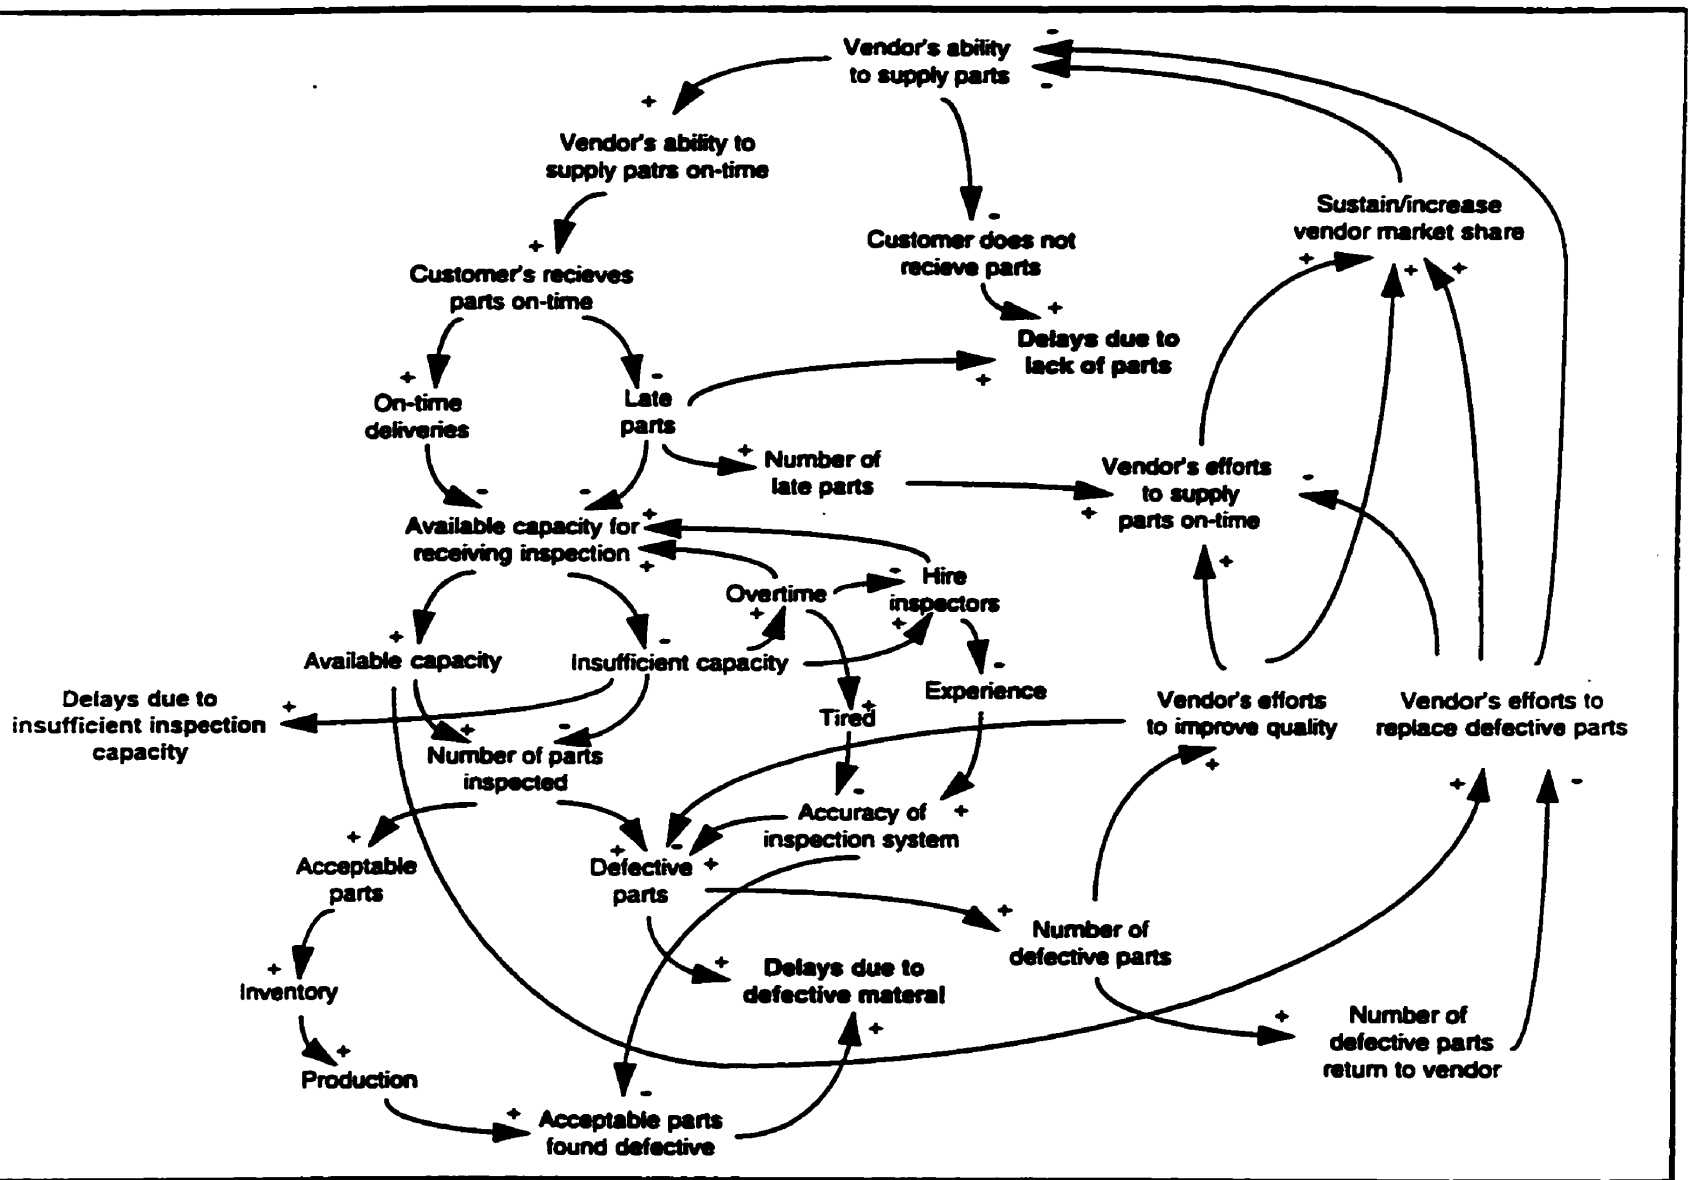 Vendor's ability
to supply parts
Vendor's ability to
supply patrs on-time
Customer does not
recieve parts
Sustain/increase
vendor market share
Customer's recieves
parts on-time
Delays due to
lack of parts
On-time
deliveries
Late
parts
Number of
late parts
Vendor's efforts
to supply
parts on-time
Available capacity for
receiving inspection
Overtime
Hire
inspectors
Available capacity
Insufficient capacity
Experience
Delays due to
insufficient inspection
capacity
Tired
Vendor's efforts
to improve quality
Vendor's efforts to
replace defective parts
Number of parts
inspected
Accuracy of
inspection system
Acceptable
parts
Defective
parts
Number of
defective parts
Delays due to
defective materal
Inventory
Number of
defective parts
return to vendor
Production
Acceptable parts
found defective